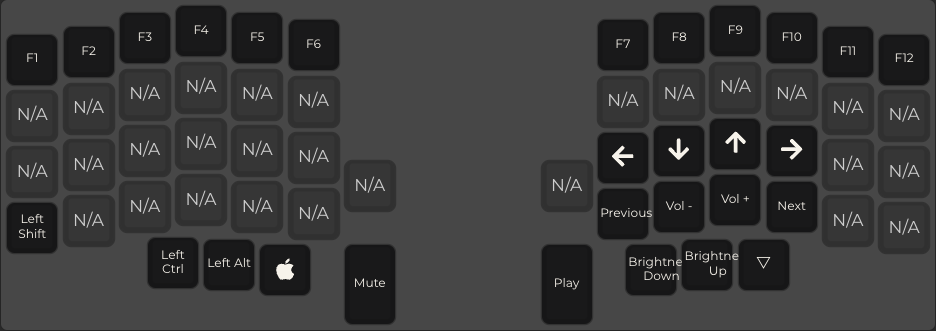 F1 F2 F3 F4 F5 F6 F7 F8 F9 F10 F11 F12
N/A N/A N/A N/A N/A N/A N/A N/A N/A N/A N/A N/A
N/A N/A N/A N/A N/A N/A N/A N/A ← ↓ ↑ → N/A N/A
Left
Shift
N/A N/A N/A N/A N/A Previous Vol - Vol + Next N/A N/A
Left
Ctrl
Left Alt
Mute
Play
Brightne
Down
Brightne
Up
▽